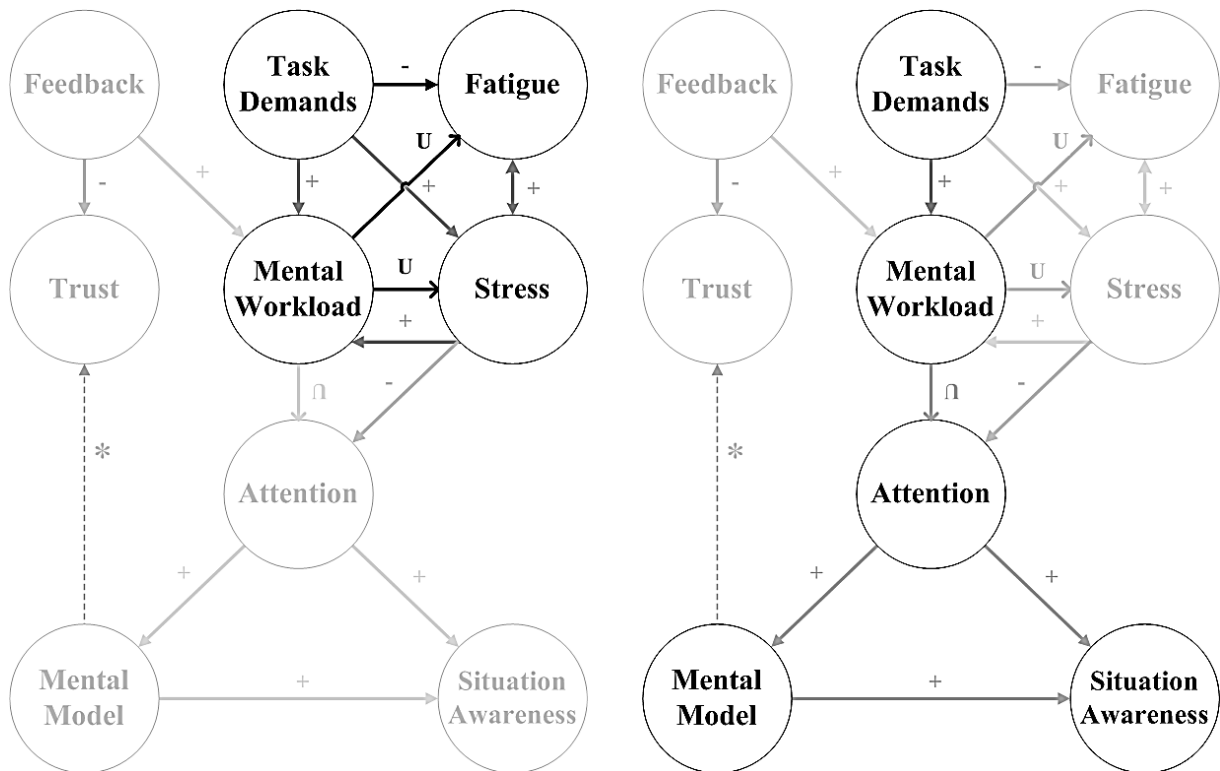 Feedback
Task
Demands
-
Fatigue
U
-
+
+
+
+
Trust
Mental
Workload
U
Stress
+
∩
-
*
Attention
+
+
Mental
Model
+
Situation
Awareness
Feedback
Task
Demands
-
Fatigue
U
-
+
+
+
+
Trust
Mental
Workload
U
Stress
+
∩
-
*
Attention
+
+
Mental
Model
+
Situation
Awareness